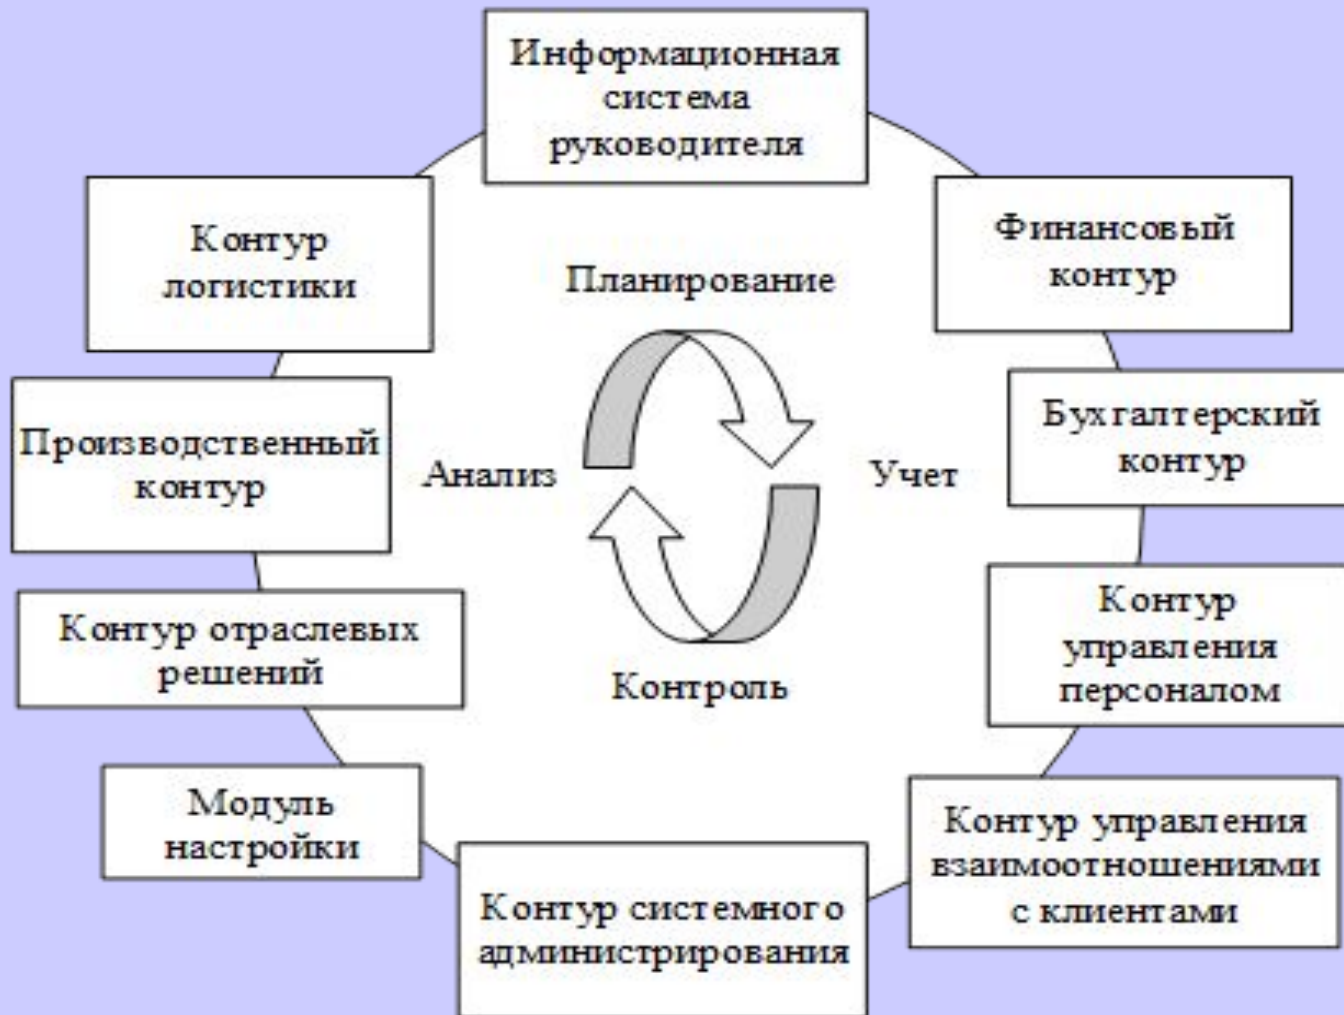 Информационная
система
руководителя
Контур
логистики
Финансовый
контур
Планирование
Производственный
контур
Анализ
Учет
Бухгалтерский
контур
Контур отраслевых
решений
Контроль
Контур
управления
персоналом
Модуль
настройки
Контур системного
администрирования
Контур управления
взаимоотношениями
с клиентами